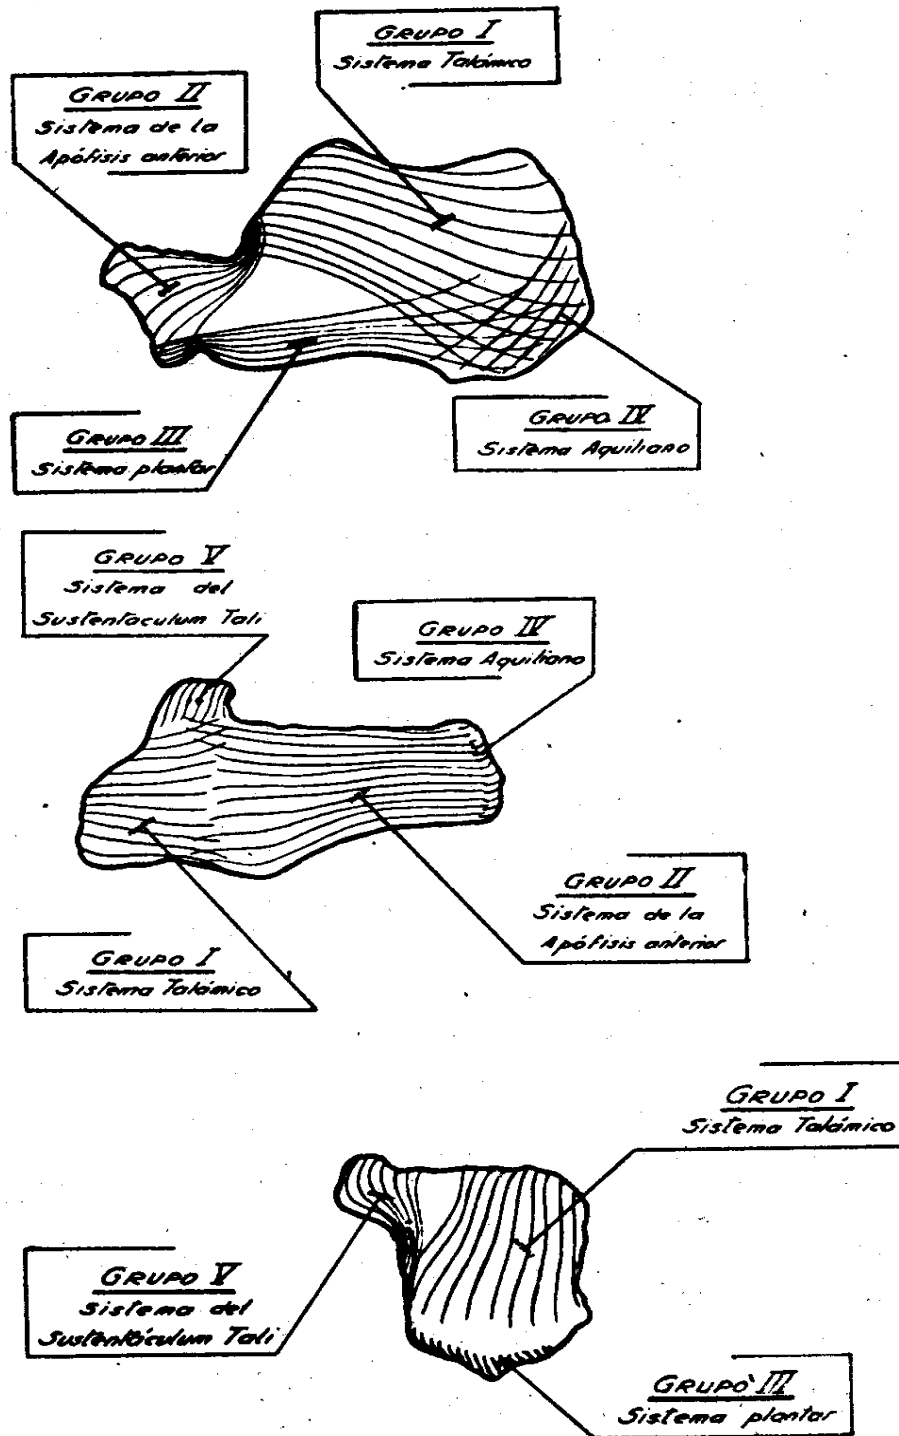 GRUPO I
Sistema Talámico
GRUPO II
Sistema de la
Apófisis anterior
GRUPO III
Sistema plantar
GRUPO IV
Sistema Aquiliano
GRUPO V
Sistema del
Sustentaculum Tali
GRUPO IV
Sistema Aquiliano
GRUPO II
Sistema de la
Apófisis anterior
GRUPO I
Sistema Talámico
GRUPO I
Sistema Talámico
GRUPO V
Sistema del
Sustentáculum Tali
GRUPO III
Sistema plantar